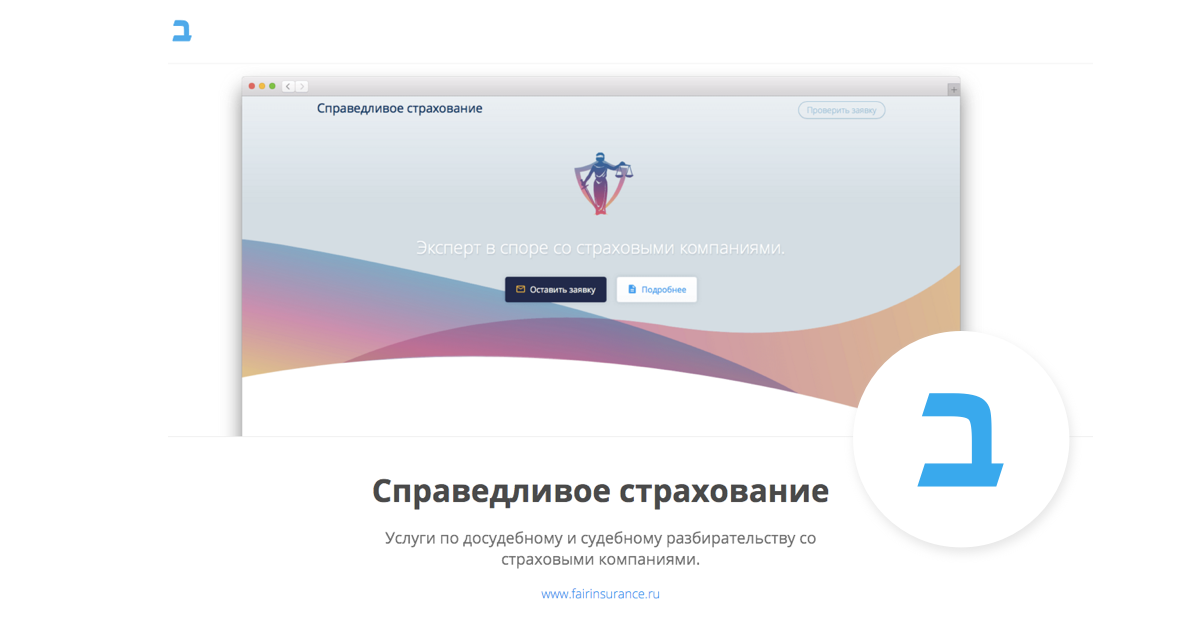 ב
Справедливое страхование
Проверить заявку
Эксперт в споре со страховыми компаниями.
Оставить заявку
Подробнее
ב
Справедливое страхование
Услуги по досудебному и судебному разбирательству со
страховыми компаниями.
www.fairinsurance.ru